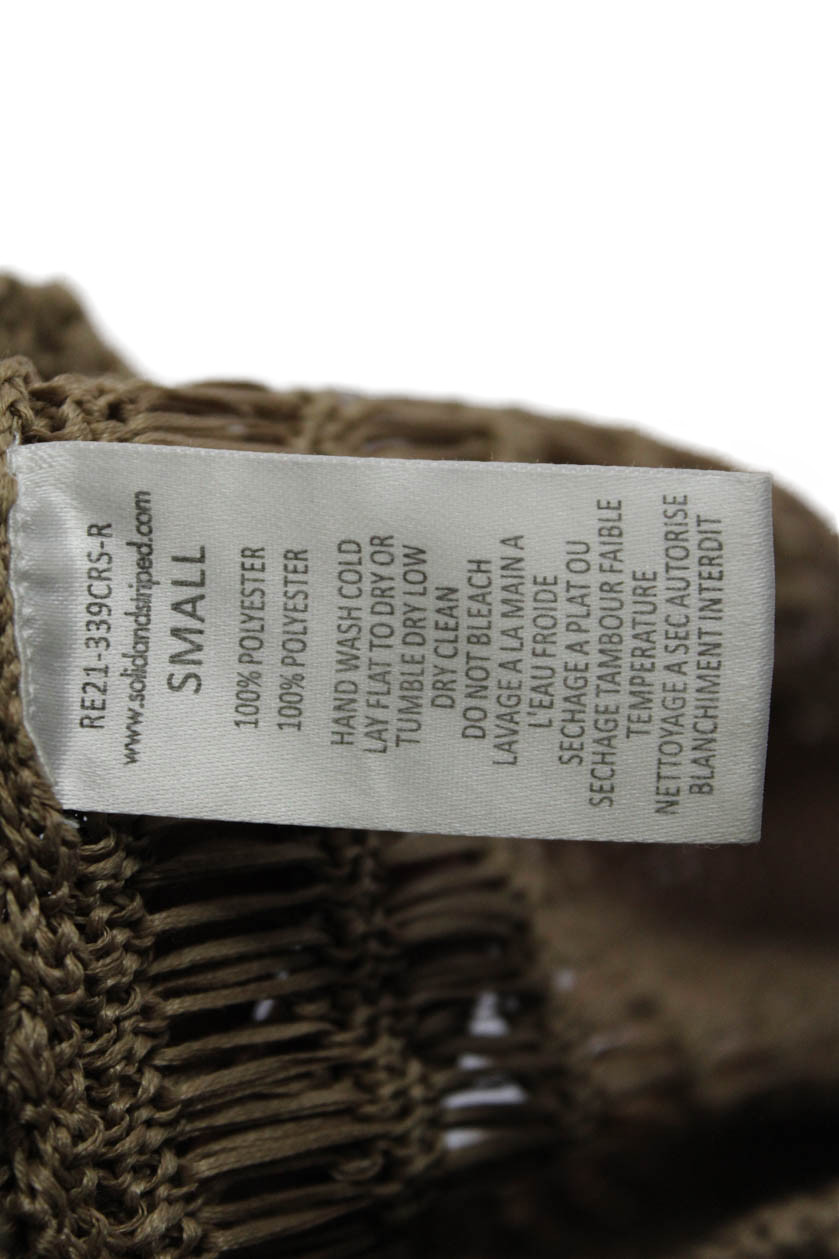 RE21-339CRS-R
www.solidandstriped.com
SMALL
100% POLYESTER
100% POLYESTER
HAND WASH COLD
LAY FLAT TO DRY OR
TUMBLE DRY LOW
DRY CLEAN
DO NOT BLEACH
LAVAGE A LA MAIN A
L'EAU FROIDE
SECHAGE A PLAT OU
SECHAGE TAMBOUR FAIBLE
TEMPERATURE
NETTOYAGE A SEC AUTORISE
BLANCHIMENT INTERDIT